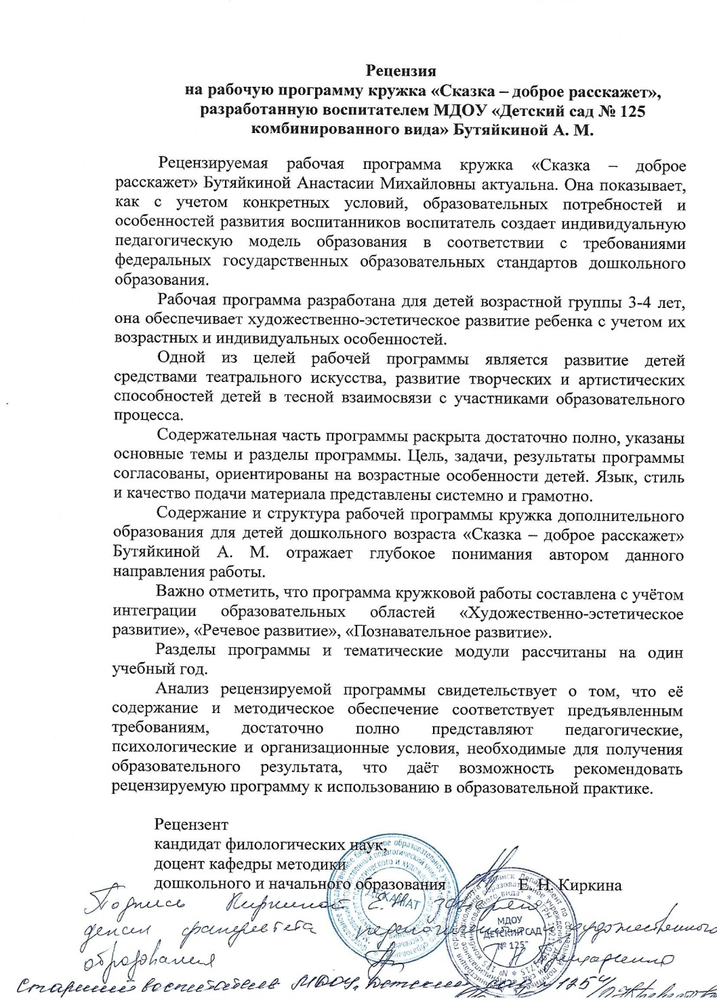 Рецензия
на рабочую программу кружка «Сказка – доброе расскажет»,
разработанную воспитателем МДОУ «Детский сад № 125
комбинированного вида» Бутяйкиной А. М.
Рецензируемая рабочая программа кружка «Сказка – доброе
расскажет» Бутяйкиной Анастасии Михайловны актуальна. Она показывает,
как с учетом конкретных условий, образовательных потребностей и
особенностей развития воспитанников воспитатель создает индивидуальную
педагогическую модель образования в соответствии с требованиями
федеральных государственных образовательных стандартов дошкольного
образования.
Рабочая программа разработана для детей возрастной группы 3-4 лет,
она обеспечивает художественно-эстетическое развитие ребенка с учетом их
возрастных и индивидуальных особенностей.
Одной из целей рабочей программы является развитие детей
средствами театрального искусства, развитие творческих и артистических
способностей детей в тесной взаимосвязи с участниками образовательного
процесса.
Содержательная часть программы раскрыта достаточно полно, указаны
основные темы и разделы программы. Цель, задачи, результаты программы
согласованы, ориентированы на возрастные особенности детей. Язык, стиль
и качество подачи материала представлены системно и грамотно.
Содержание и структура рабочей программы кружка дополнительного
образования для детей дошкольного возраста «Сказка – доброе расскажет»
Бутяйкиной А. М. отражает глубокое понимания автором данного
направления работы.
Важно отметить, что программа кружковой работы составлена с учётом
интеграции образовательных областей «Художественно-эстетическое
развитие», «Речевое развитие», «Познавательное развитие».
Разделы программы и тематические модули рассчитаны на один
учебный год.
Анализ рецензируемой программы свидетельствует о том, что её
содержание и методическое обеспечение соответствует предъявленным
требованиям, достаточно полно представляют педагогические,
психологические и организационные условия, необходимые для получения
образовательного результата, что даёт возможность рекомендовать
рецензируемую программу к использованию в образовательной практике.
Рецензент
кандидат филологических наук,
доцент кафедры методики
дошкольного и начального образования Е. Н. Киркина
Подпись Киркиной Е. Н. заверяю
декан факультета педагогического и художественного
образования
ДЕКАНАТ
МДОУ
"ДЕТСКИЙ САД
№ 125"
Старший воспитатель МДОУ „Детский сад № 125"